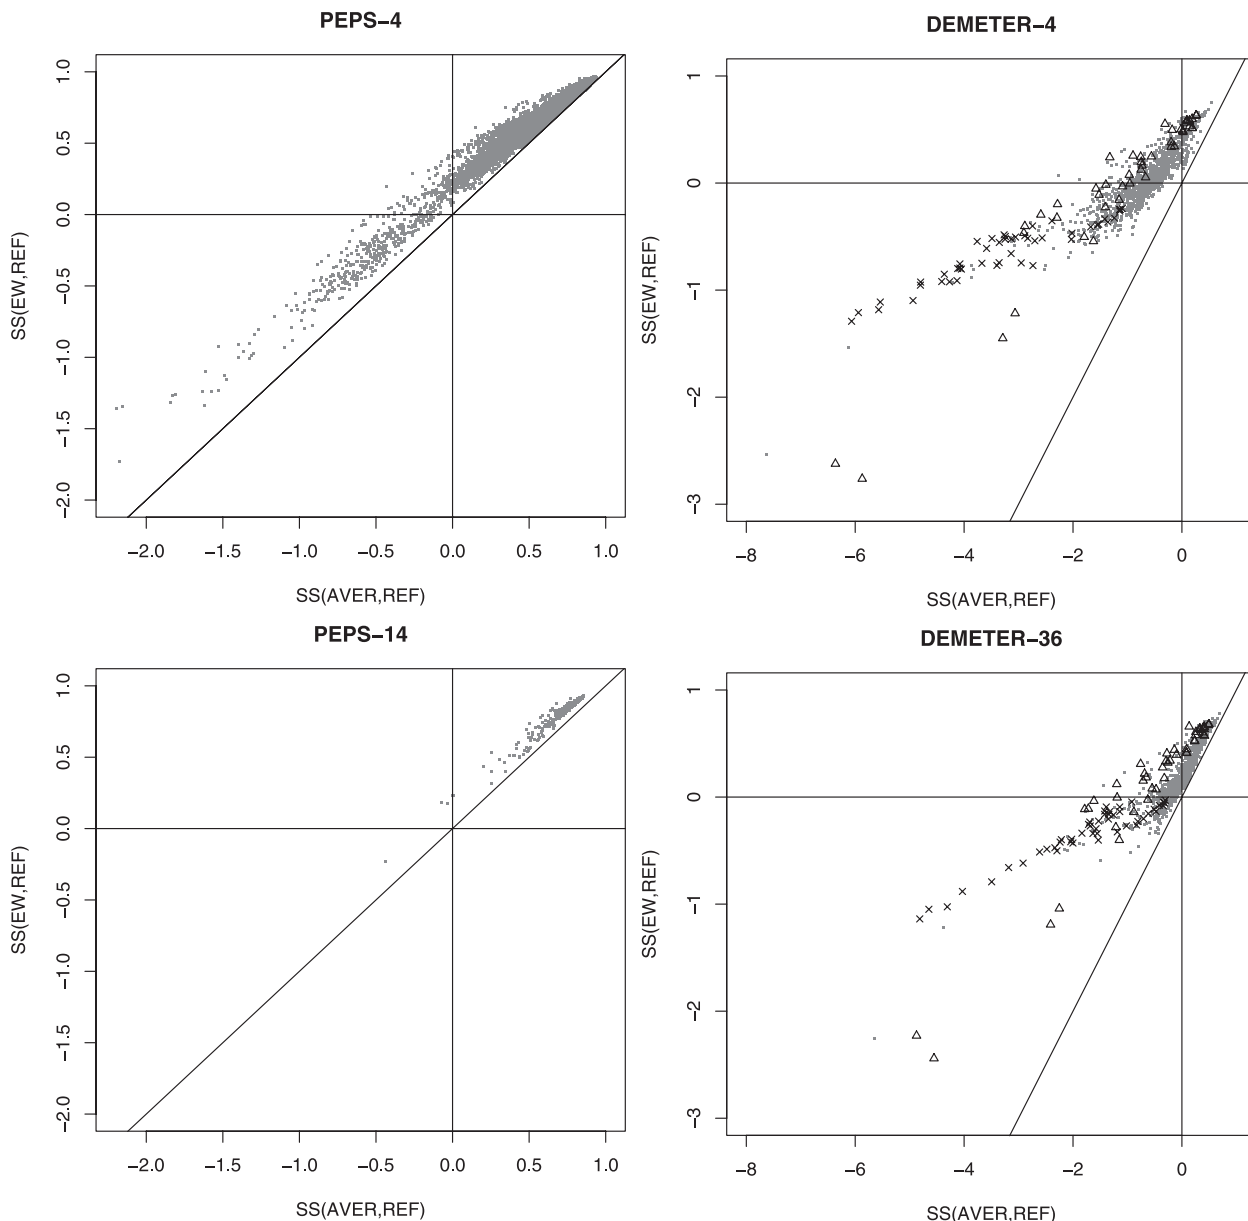 PEPS−4
SS(EW,REF)
1.0
0.5
0.0
−0.5
−1.0
−1.5
−2.0
−2.0 −1.5 −1.0 −0.5 0.0 0.5 1.0
SS(AVER,REF)
DEMETER−4
SS(EW,REF)
1
0
−1
−2
−3
−8 −6 −4 −2 0
SS(AVER,REF)
PEPS−14
SS(EW,REF)
1.0
0.5
0.0
−0.5
−1.0
−1.5
−2.0
−2.0 −1.5 −1.0 −0.5 0.0 0.5 1.0
SS(AVER,REF)
DEMETER−36
SS(EW,REF)
1
0
−1
−2
−3
−8 −6 −4 −2 0
SS(AVER,REF)